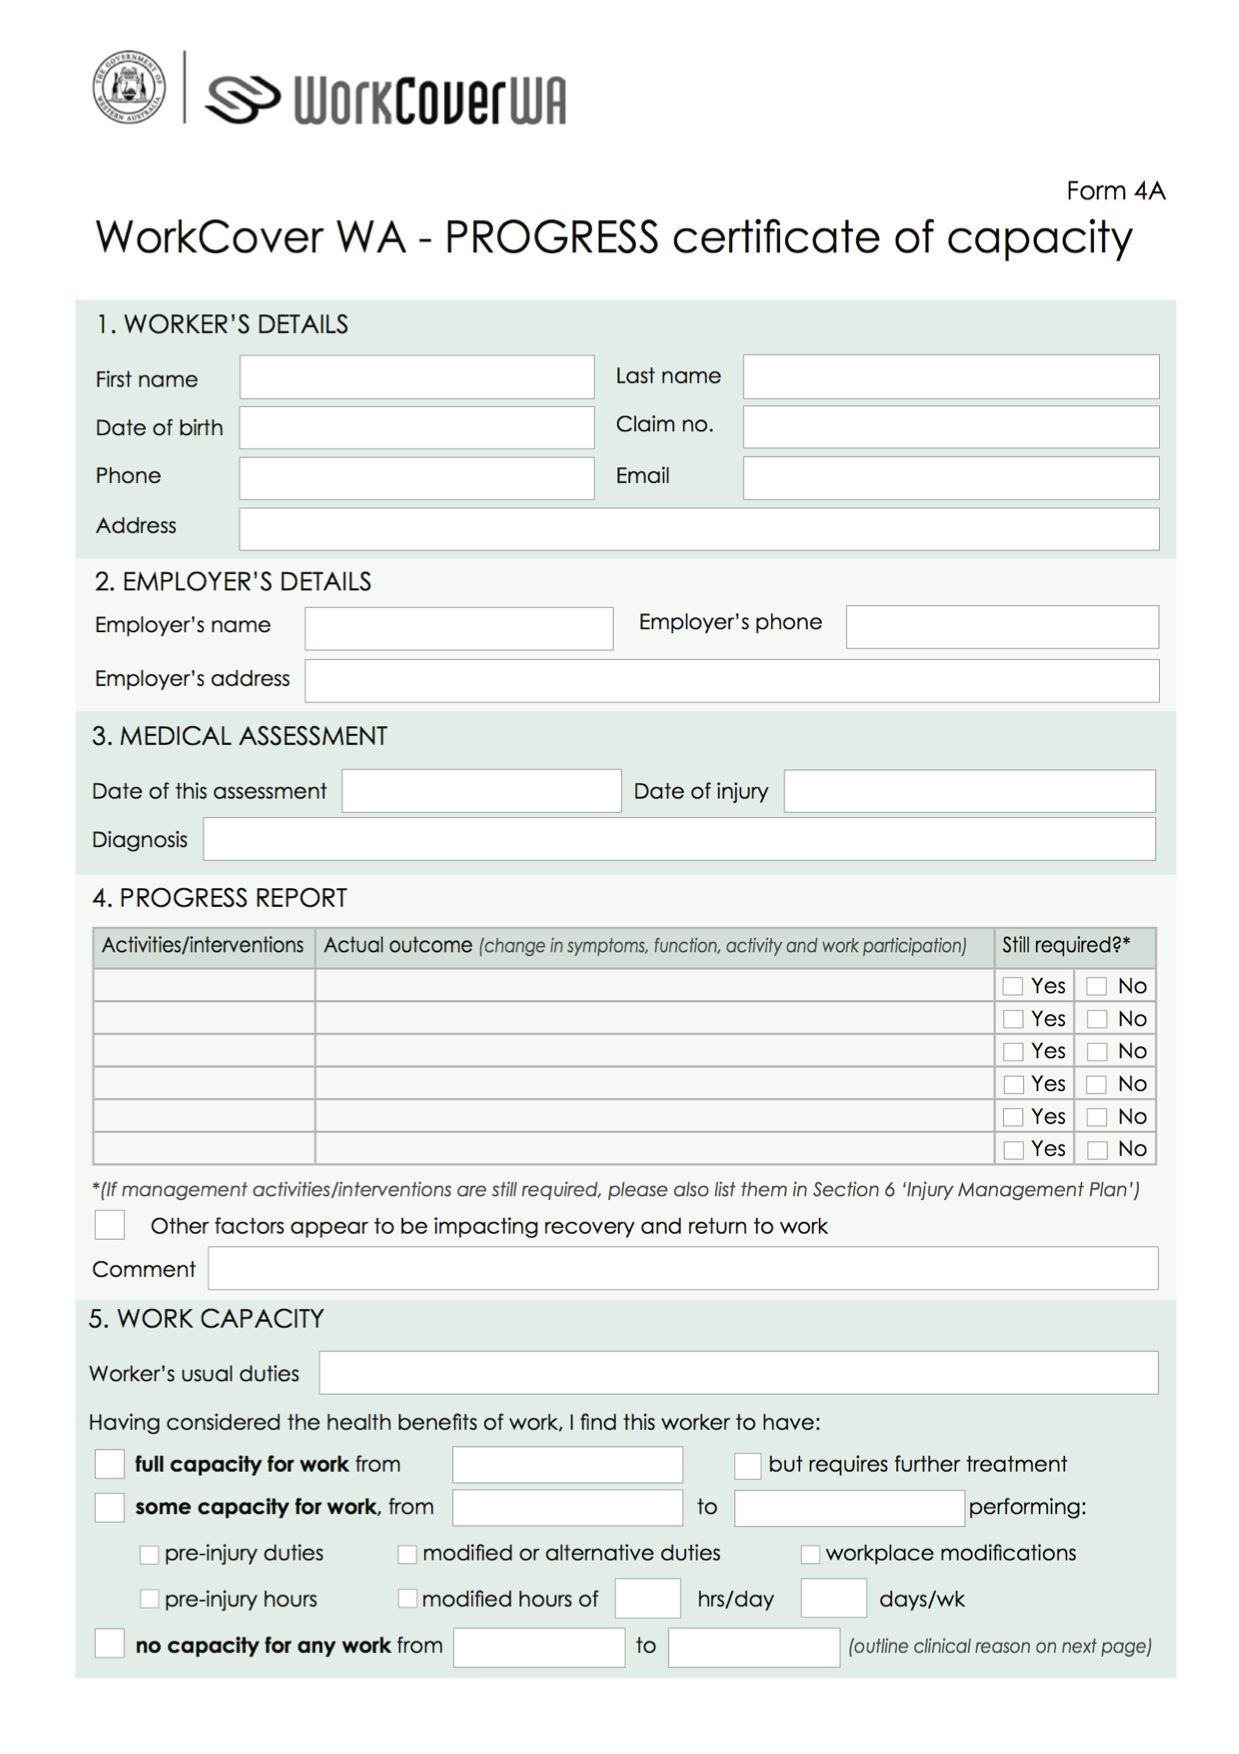 THE GOVERNMENT OF WESTERN AUSTRALIA
WorkCoverWA
Form 4A
WorkCover WA - PROGRESS certificate of capacity
1. WORKER'S DETAILS
First name Last name
Date of birth Claim no.
Phone Email
Address
2. EMPLOYER'S DETAILS
Employer's name Employer's phone
Employer's address
3. MEDICAL ASSESSMENT
Date of this assessment Date of injury
Diagnosis
4. PROGRESS REPORT
Activities/interventions Actual outcome (change in symptoms, function, activity and work participation) Still required?*
Yes No
Yes No
Yes No
Yes No
Yes No
Yes No
*(If management activities/interventions are still required, please also list them in Section 6 ‘Injury Management Plan’)
Other factors appear to be impacting recovery and return to work
Comment
5. WORK CAPACITY
Worker's usual duties
Having considered the health benefits of work, I find this worker to have:
full capacity for work from but requires further treatment
some capacity for work, from to performing:
pre-injury duties modified or alternative duties workplace modifications
pre-injury hours modified hours of hrs/day days/wk
no capacity for any work from to (outline clinical reason on next page)